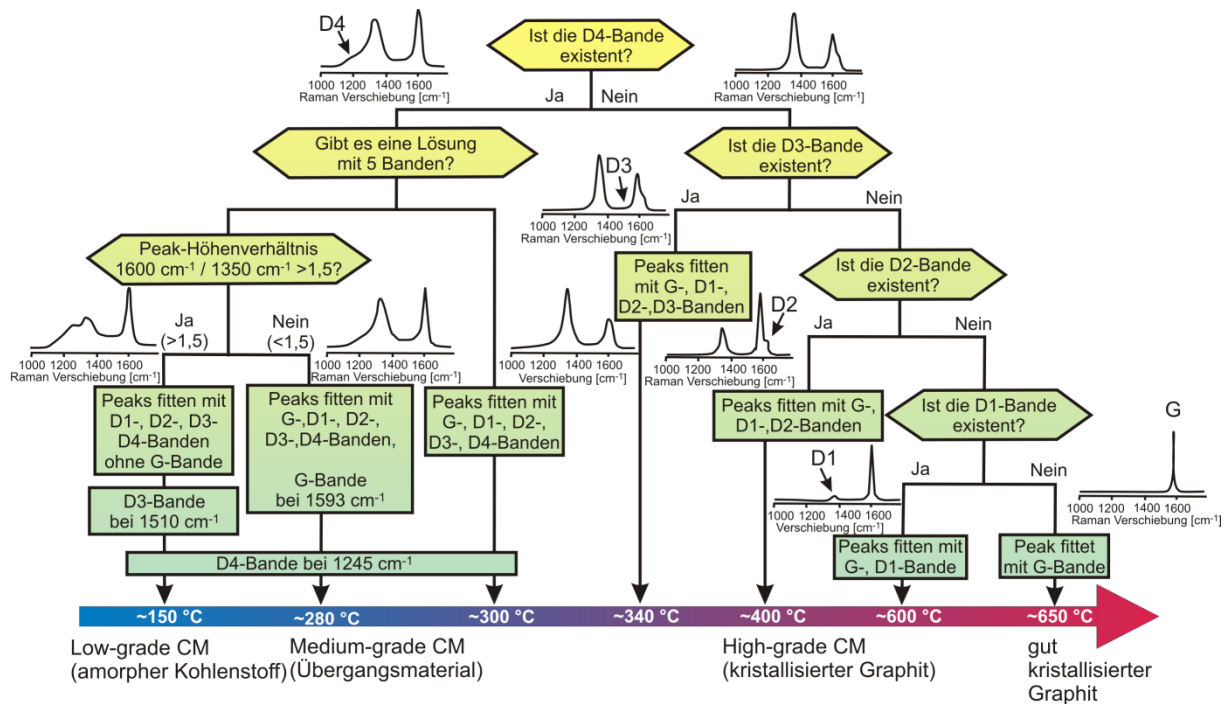 D4
1000 1200 1400 1600
Raman Verschiebung [cm-1]
Ist die D4-Bande
existent?
1000 1200 1400 1600
Raman Verschiebung [cm-1]
Ja
Nein
Gibt es eine Lösung
mit 5 Banden?
Ist die D3-Bande
existent?
D3
1000 1200 1400 1600
Raman Verschiebung [cm-1]
Ja
Nein
Peak-Höhenverhältnis
1600 cm-1 / 1350 cm-1 >1,5?
Peaks fitten
mit G-, D1-,
D2-,D3-Banden
Ist die D2-Bande
existent?
1000 1200 1400 1600
Raman Verschiebung [cm-1]
Ja
(>1,5)
Nein
(<1,5)
1000 1200 1400 1600
Raman Verschiebung [cm-1]
1000 1200 1400 1600
Verschiebung [cm-1]
D2
1000 1200 1400 1600
Raman Verschiebung [cm-1]
Ja
Nein
Peaks fitten mit
D1-, D2-, D3-
D4-Banden
ohne G-Bande
Peaks fitten mit
G-,D1-, D2-,
D3-,D4-Banden,
G-Bande
bei 1593 cm-1
Peaks fitten mit
G-, D1-, D2-,
D3-, D4-Banden
Peaks fitten mit G-,
D1-,D2-Banden
Ist die D1-Bande
existent?
G
D3-Bande
bei 1510 cm-1
D1
1000 1200 1400 1600
Verschiebung [cm-1]
Ja
Nein
1000 1200 1400 1600
Raman Verschiebung [cm-1]
D4-Bande bei 1245 cm-1
Peaks fitten mit
G-, D1-Bande
Peak fittet
mit G-Bande
~150 °C
~280 °C
~300 °C
~340 °C
~400 °C
~600 °C
~650 °C
Low-grade CM
(amorpher Kohlenstoff)
Medium-grade CM
(Übergangsmaterial)
High-grade CM
(kristallisierter Graphit)
gut
kristallisierter
Graphit